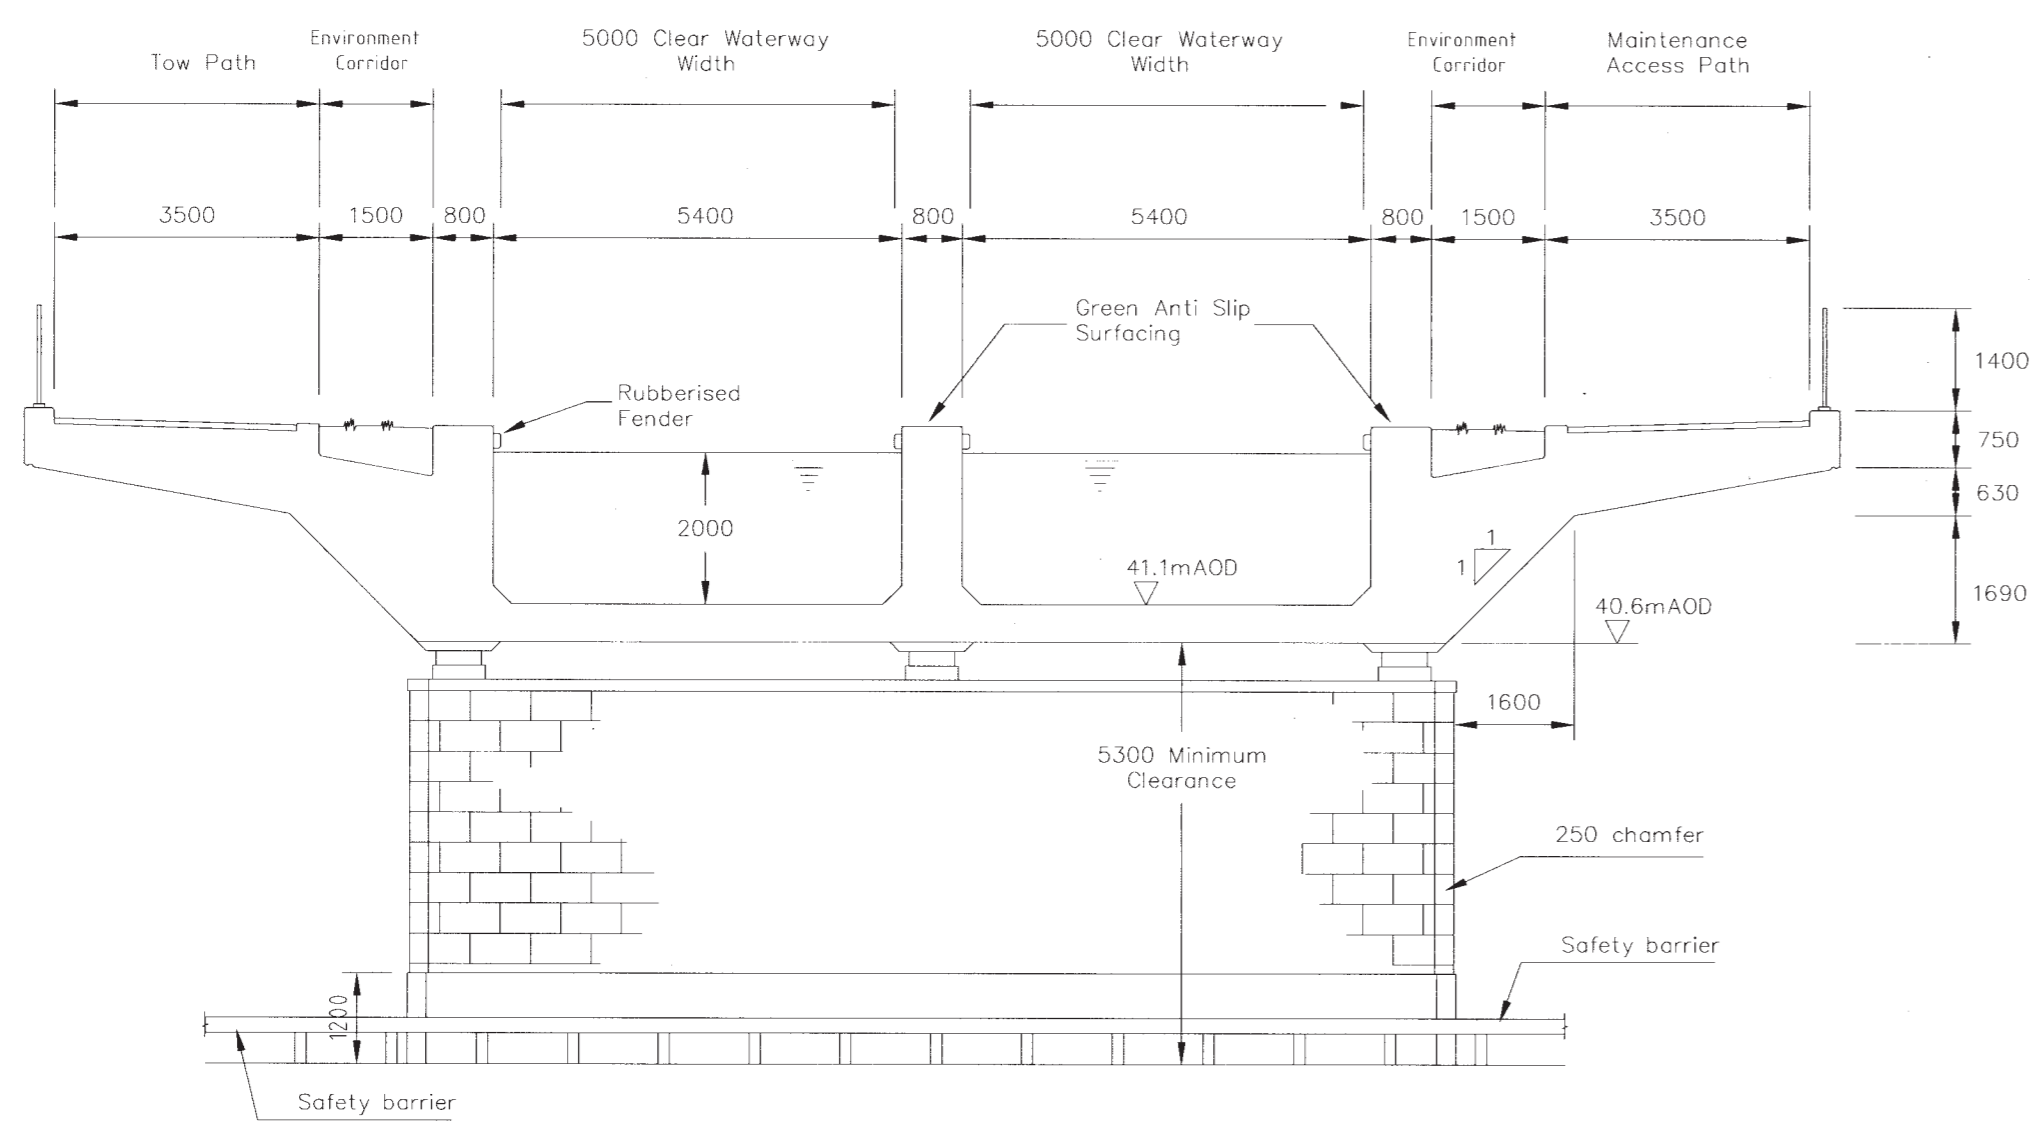 Tow Path
Environment
Corridor
5000 Clear Waterway
Width
5000 Clear Waterway
Width
Environment
Corridor
Maintenance
Access Path
3500
1500
800
5400
800
5400
800
1500
3500
Green Anti Slip
Surfacing
Rubberised
Fender
1400
750
630
1690
2000
41.1mAOD
1
1
40.6mAOD
1600
5300 Minimum
Clearance
250 chamfer
Safety barrier
1200
Safety barrier